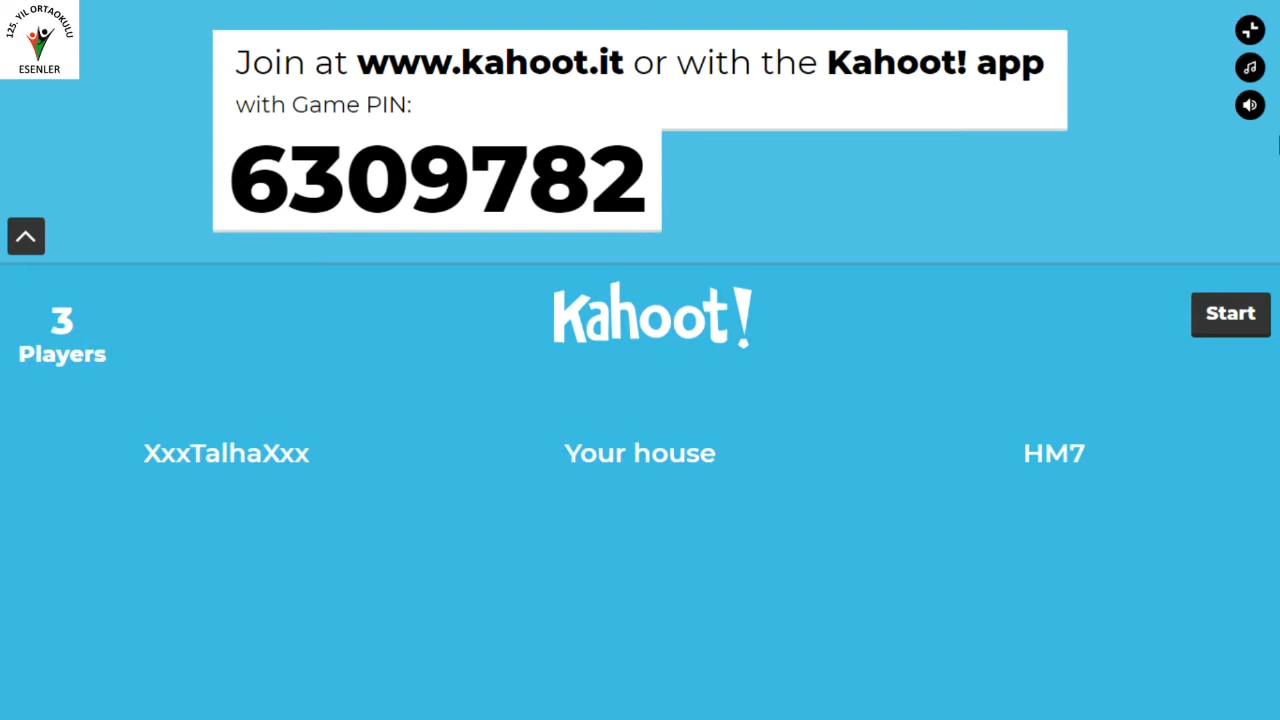 125. YIL ORTAOKULU
ESENLER
Join at www.kahoot.it or with the Kahoot! app
with Game PIN:
6309782
3
Players
Kahoot!
Start
XxxTalhaXxx
Your house
HM7